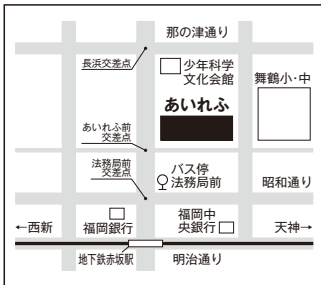 那の津通り
長浜交差点
少年科学
文化会館
舞鶴小・中
あいれふ
あいれふ前
交差点
法務局前
交差点
バス停
法務局前
昭和通り
←西新
福岡銀行
福岡中
央銀行
天神→
地下鉄赤坂駅
明治通り